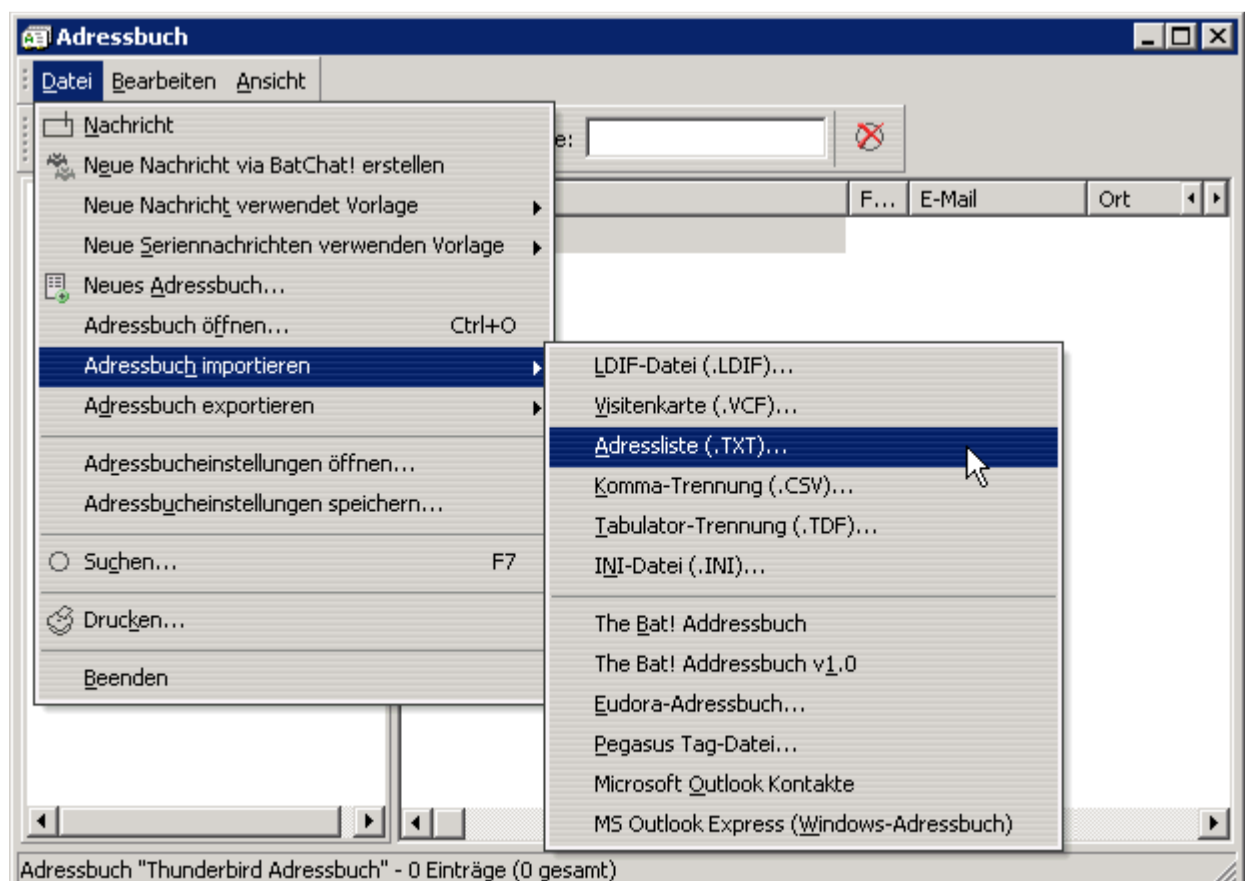 Adressbuch
Datei Bearbeiten Ansicht
e:
F... E-Mail Ort
Nachricht
Neue Nachricht via BatChat! erstellen
Neue Nachricht verwendet Vorlage
Neue Seriennachrichten verwenden Vorlage
Neues Adressbuch...
Adressbuch öffnen... Ctrl+O
Adressbuch importieren
Adressbuch exportieren
Adressbucheinstellungen öffnen...
Adressbucheinstellungen speichern...
Suchen... F7
Drucken...
Beenden
LDIF-Datei (.LDIF)...
Visitenkarte (.VCF)...
Adressliste (.TXT)...
Komma-Trennung (.CSV)...
Tabulator-Trennung (.TDF)...
INI-Datei (.INI)...
The Bat! Addressbuch
The Bat! Addressbuch v1.0
Eudora-Adressbuch...
Pegasus Tag-Datei...
Microsoft Outlook Kontakte
MS Outlook Express (Windows-Adressbuch)
Adressbuch "Thunderbird Adressbuch" - 0 Einträge (0 gesamt)